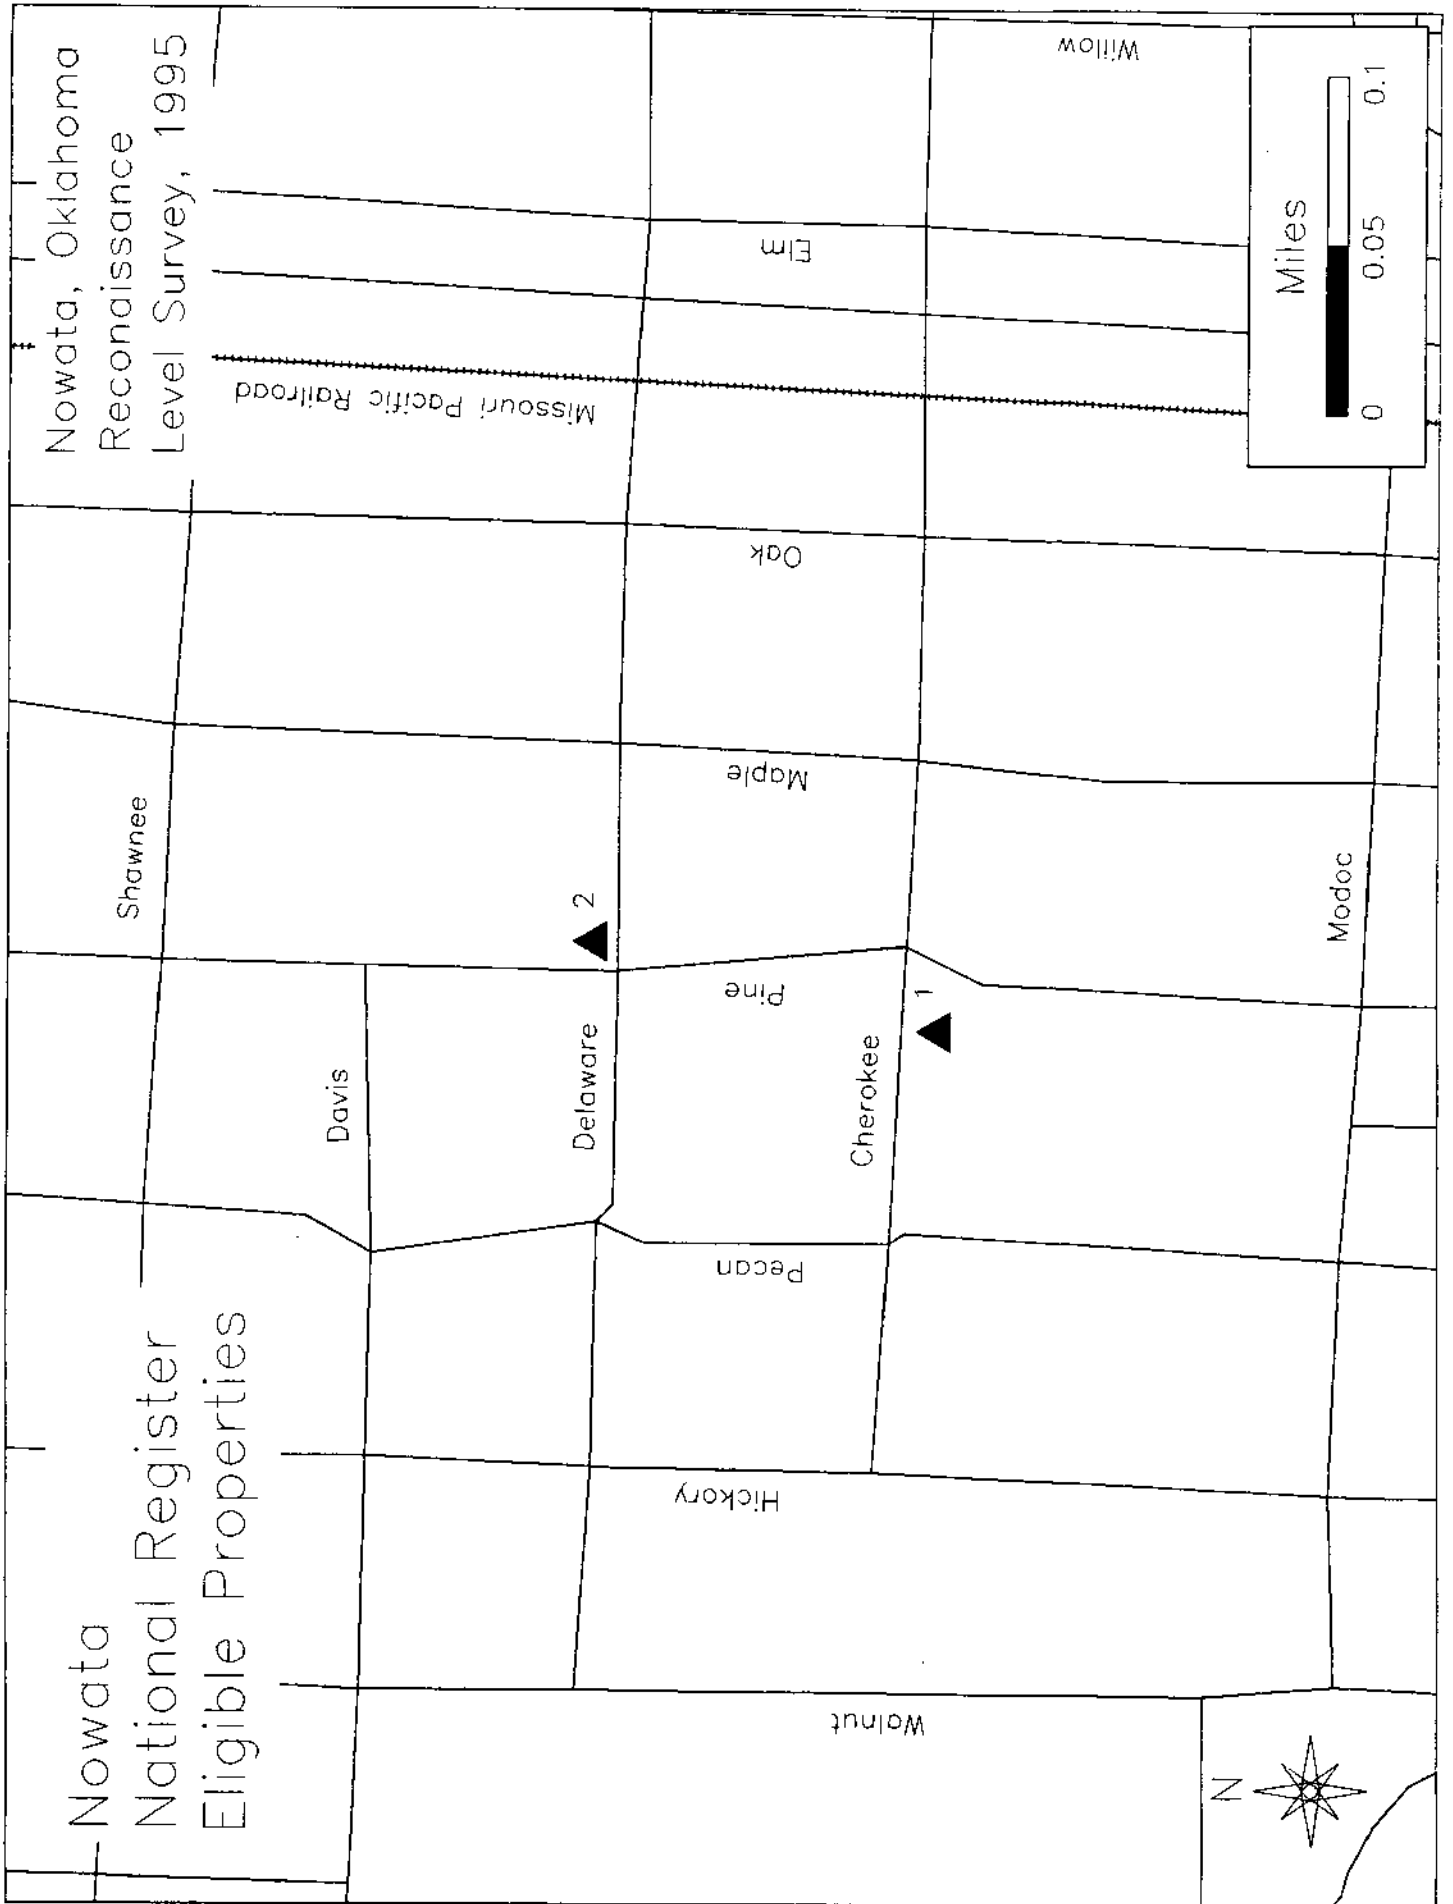 Nowata
National Register
Eligible Properties
Nowata, Oklahoma
Reconaissance
Level Survey, 1995
Shawnee
Davis
Delaware
Cherokee
Modoc
Walnut
Hickory
Pecan
Pine
Maple
Oak
Missouri Pacific Railroad
Elm
Willow
2
1
N
Miles
0 0.05 0.1